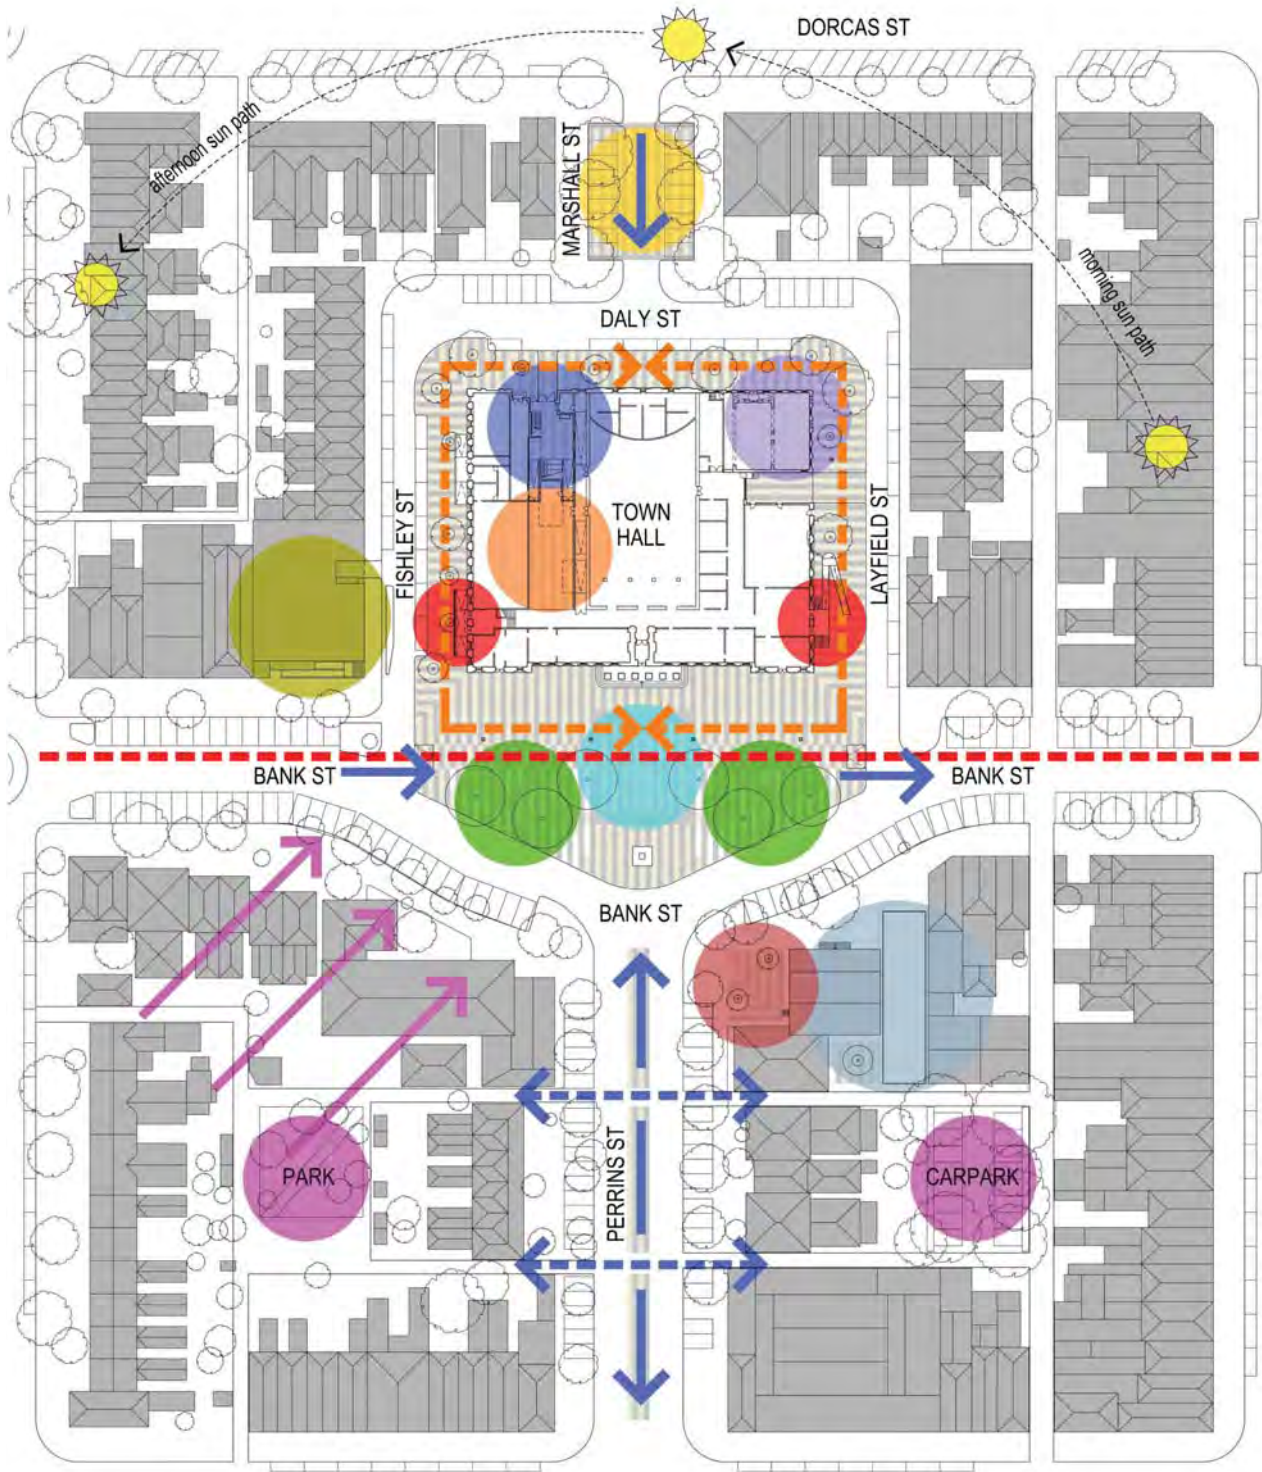 DORCAS ST
afternoon sun path
MARSHALL ST
morning sun path
DALY ST
TOWN
HALL
FISHLEY ST
LAYFIELD ST
BANK ST
BANK ST
BANK ST
PERRINS ST
PARK
CARPARK